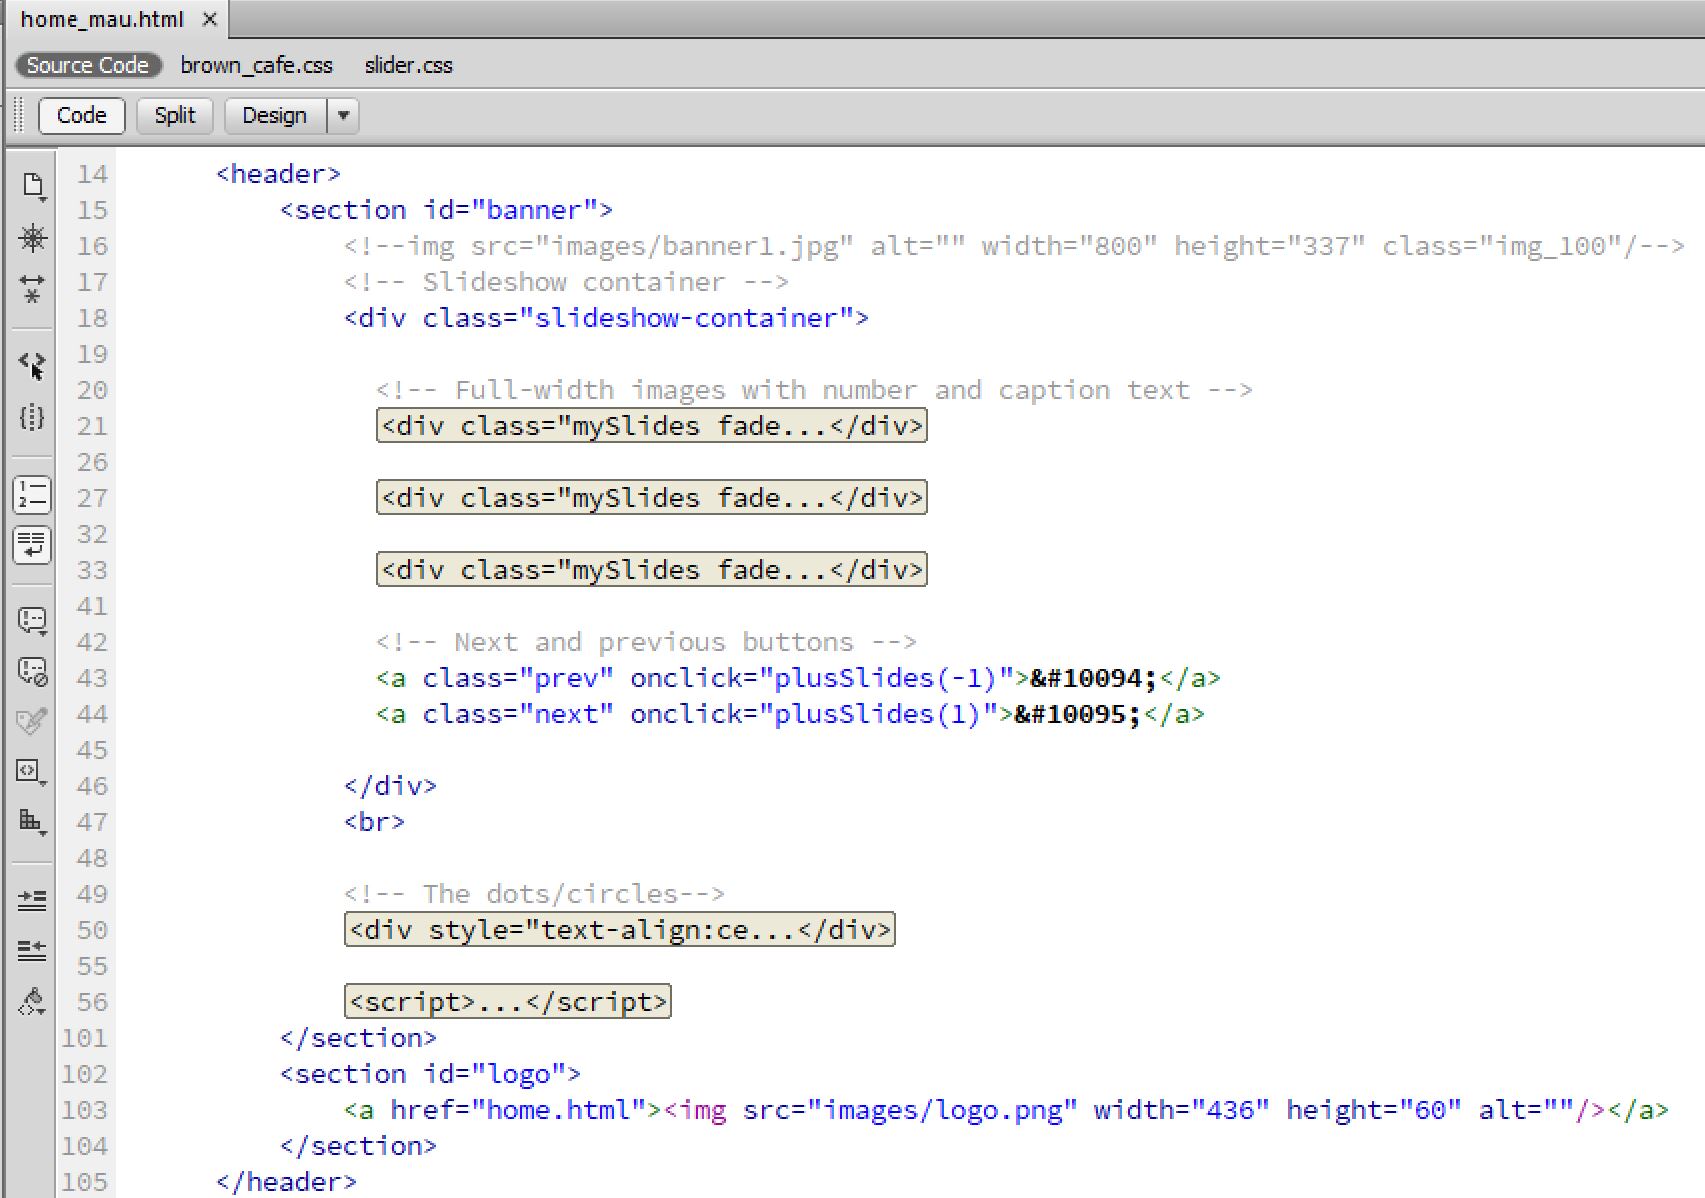 home_mau.html ×
Source Code brown_cafe.css slider.css
Code Split Design
14 <header>
15 <section id="banner">
16 <!--img src="images/banner1.jpg" alt="" width="800" height="337" class="img_100"/-->
17 <!-- Slideshow container -->
18 <div class="slideshow-container">
19
20 <!-- Full-width images with number and caption text -->
21 <div class="mySlides fade...</div>
26
27 <div class="mySlides fade...</div>
32
33 <div class="mySlides fade...</div>
41
42 <!-- Next and previous buttons -->
43 <a class="prev" onclick="plusSlides(-1)">&#10094;</a>
44 <a class="next" onclick="plusSlides(1)">&#10095;</a>
45
46 </div>
47 <br>
48
49 <!-- The dots/circles-->
50 <div style="text-align:ce...</div>
55
56 <script>...</script>
101 </section>
102 <section id="logo">
103 <a href="home.html"><img src="images/logo.png" width="436" height="60" alt=""/></a>
104 </section>
105 </header>